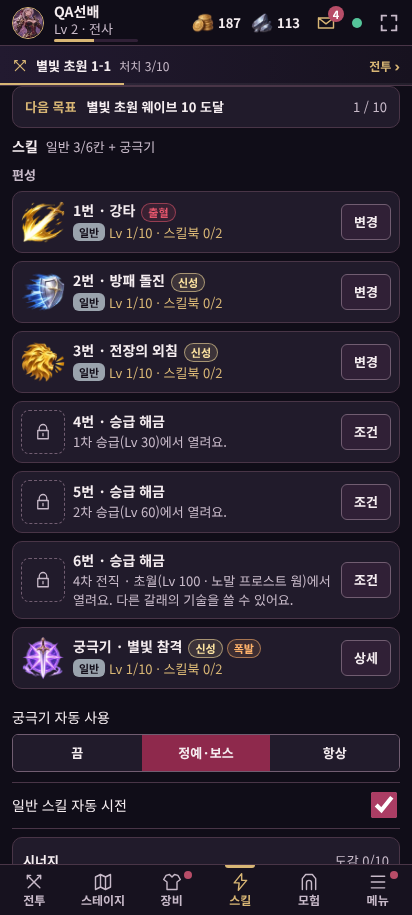 QA선배
Lv 2 · 전사
187
113
4
별빛 초원 1-1 처치 3/10
전투 ›
다음 목표 별빛 초원 웨이브 10 도달 1 / 10
스킬 일반 3/6칸 + 궁극기
편성
1번 · 강타 출혈
일반 Lv 1/10 · 스킬북 0/2
변경
2번 · 방패 돌진 신성
일반 Lv 1/10 · 스킬북 0/2
변경
3번 · 전장의 외침 신성
일반 Lv 1/10 · 스킬북 0/2
변경
4번 · 승급 해금
1차 승급(Lv 30)에서 열려요.
조건
5번 · 승급 해금
2차 승급(Lv 60)에서 열려요.
조건
6번 · 승급 해금
4차 전직 · 초월(Lv 100 · 노말 프로스트 웜)에서
열려요. 다른 갈래의 기술을 쓸 수 있어요.
조건
궁극기 · 별빛 참격 신성 폭발
일반 Lv 1/10 · 스킬북 0/2
상세
궁극기 자동 사용
끔 정예·보스 항상
일반 스킬 자동 시전
시너지 도감 0/10
전투 스테이지 장비 스킬 모험 메뉴